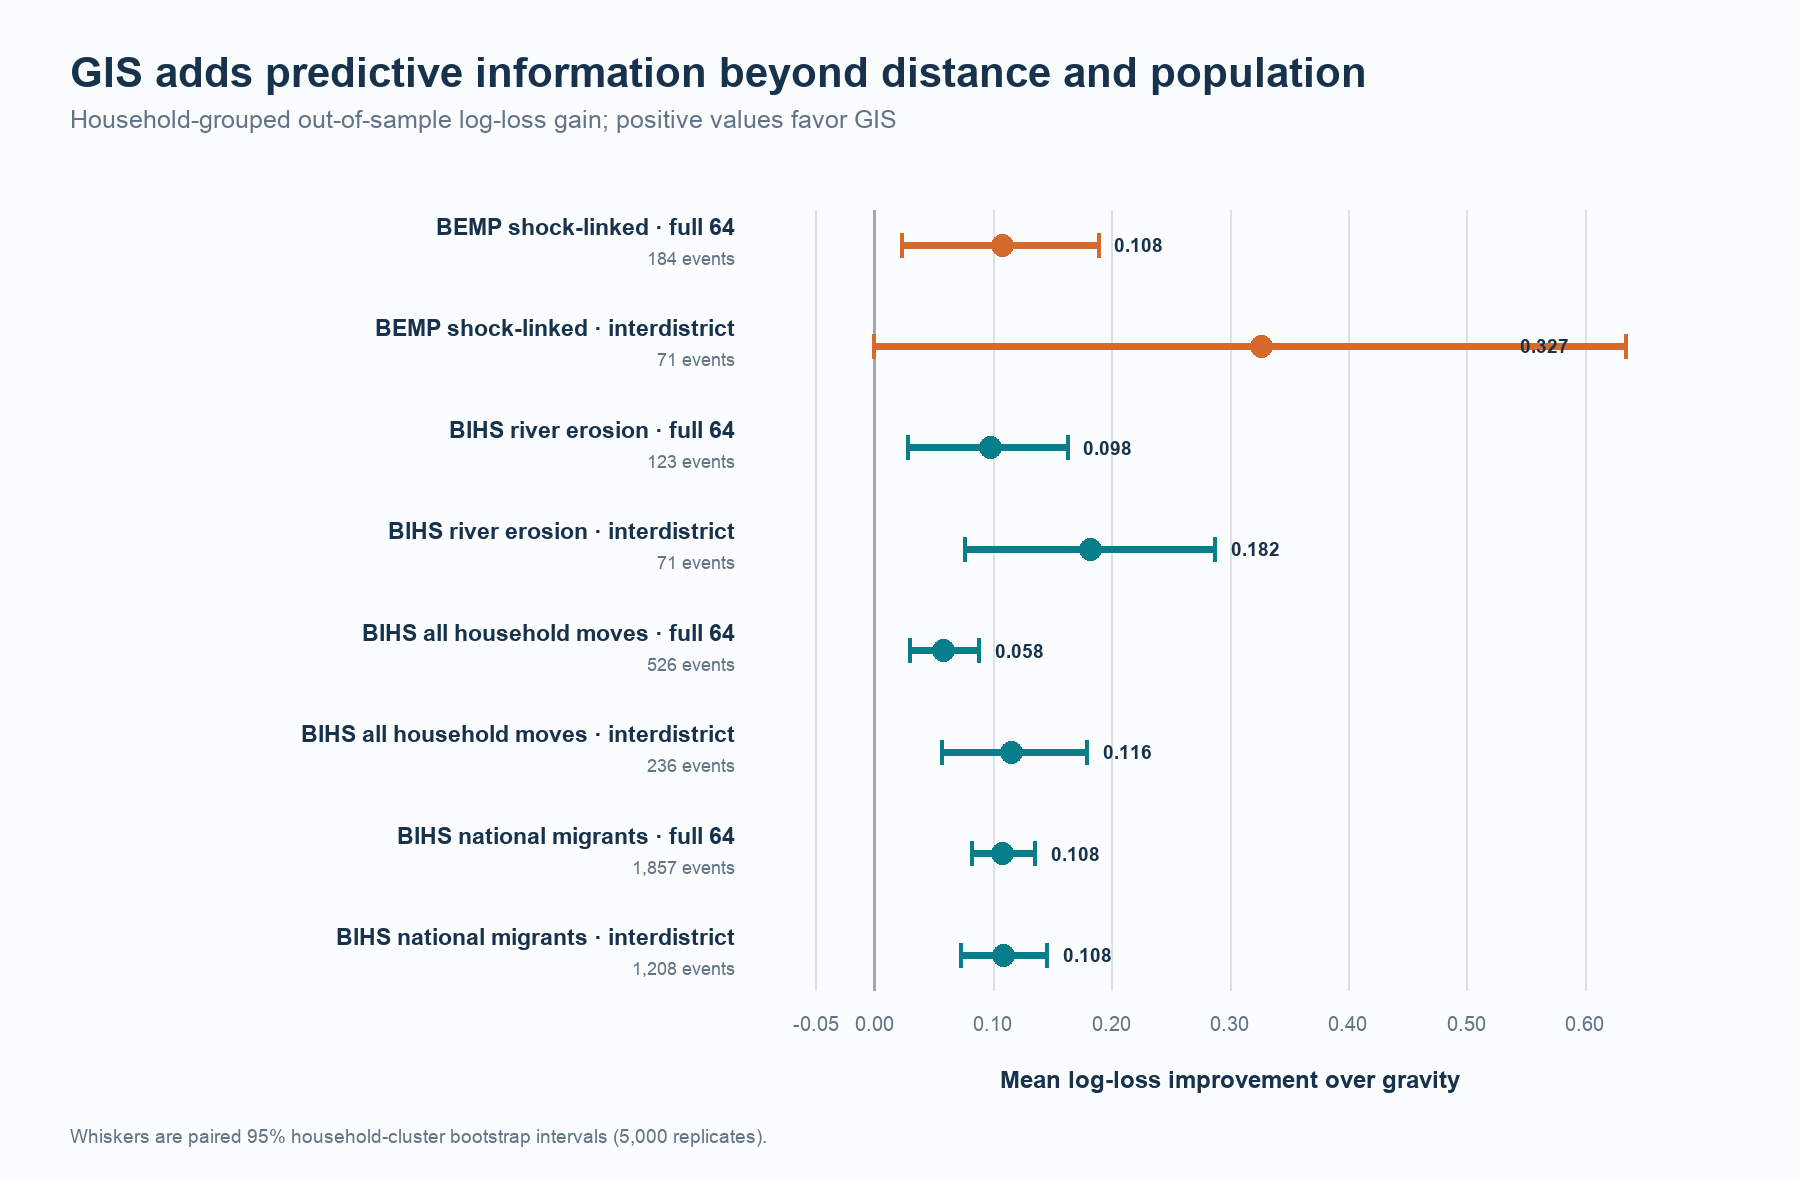 GIS adds predictive information beyond distance and population
Household-grouped out-of-sample log-loss gain; positive values favor GIS
BEMP shock-linked · full 64
184 events
0.108
BEMP shock-linked · interdistrict
71 events
0.327
BIHS river erosion · full 64
123 events
0.098
BIHS river erosion · interdistrict
71 events
0.182
BIHS all household moves · full 64
526 events
0.058
BIHS all household moves · interdistrict
236 events
0.116
BIHS national migrants · full 64
1,857 events
0.108
BIHS national migrants · interdistrict
1,208 events
0.108
-0.05 0.00 0.10 0.20 0.30 0.40 0.50 0.60
Mean log-loss improvement over gravity
Whiskers are paired 95% household-cluster bootstrap intervals (5,000 replicates).